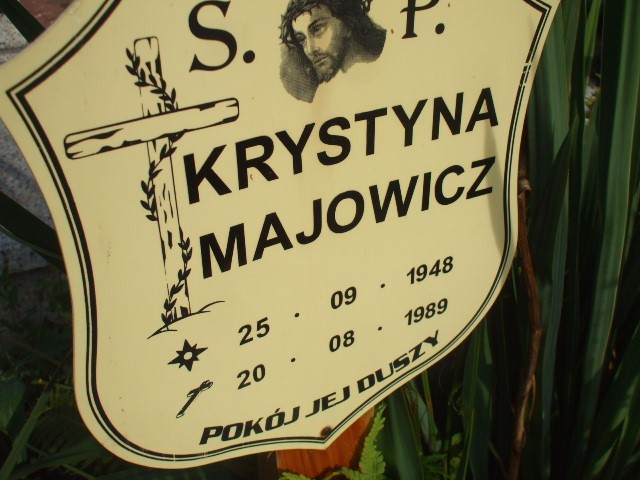 S. P.
KRYSTYNA
MAJOWICZ
25 . 09 . 1948
20 . 08 . 1989
POKÓJ JEJ DUSZY